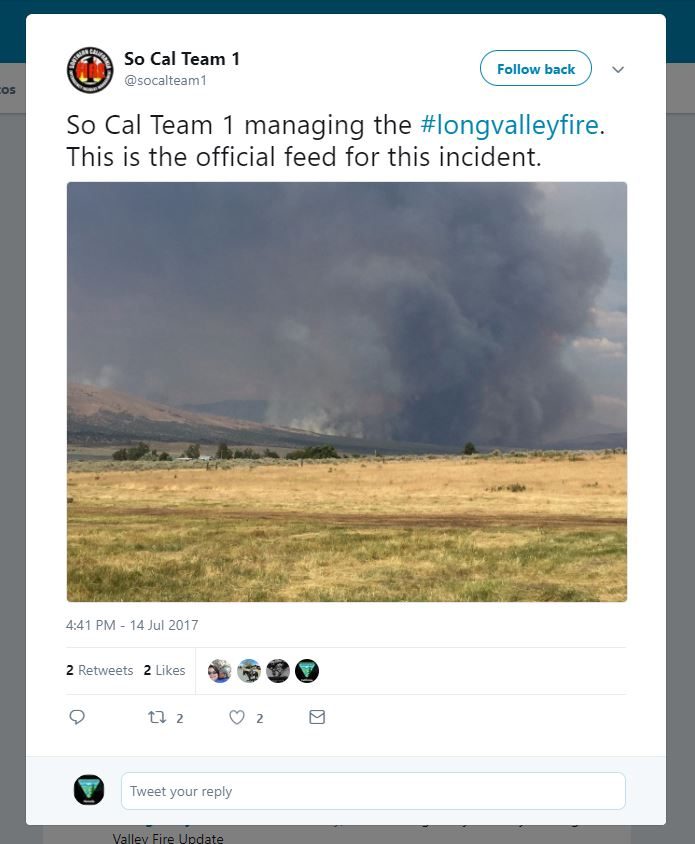 os
So Cal Team 1
@socalteam1
Follow back
So Cal Team 1 managing the #longvalleyfire.
This is the official feed for this incident.
4:41 PM - 14 Jul 2017
2 Retweets 2 Likes
2 2
Tweet your reply
Valley Fire Update